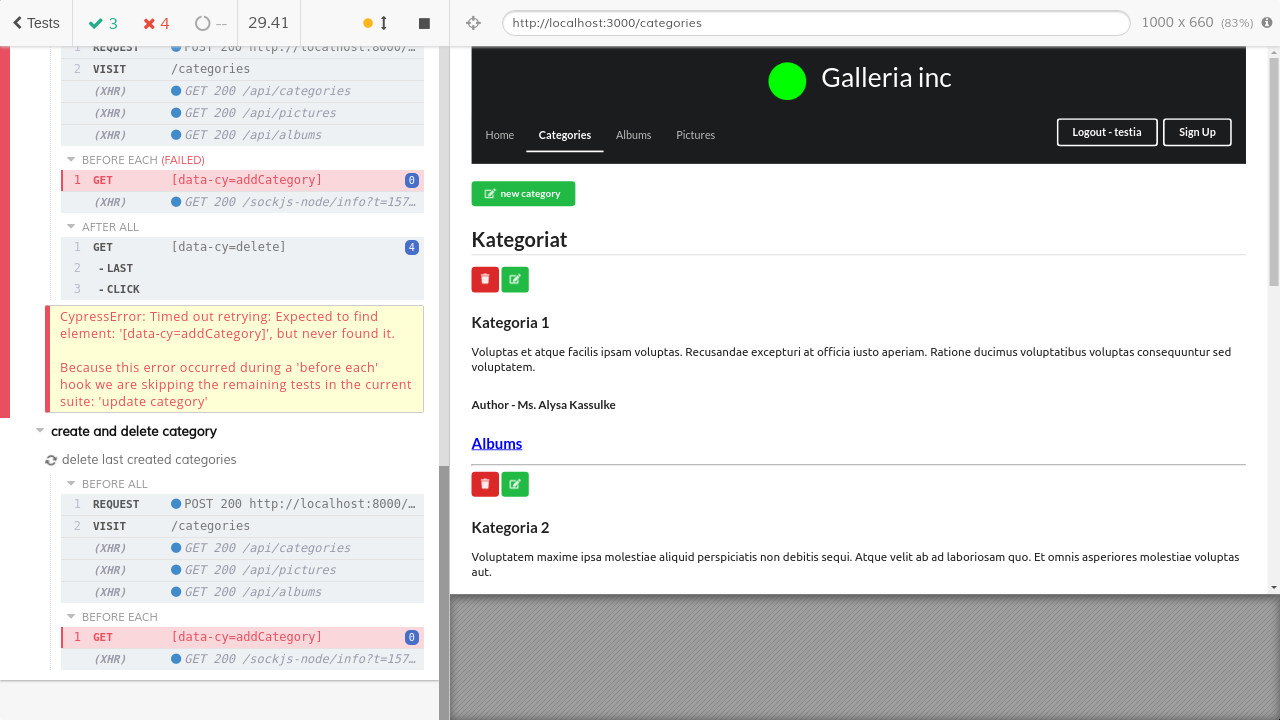 Tests
3
4
--
29.41
1 REQUEST POST 200 http://localhost:8000/…
2 VISIT /categories
(XHR) GET 200 /api/categories
(XHR) GET 200 /api/pictures
(XHR) GET 200 /api/albums
BEFORE EACH (FAILED)
1 GET [data-cy=addCategory] 0
(XHR) GET 200 /sockjs-node/info?t=157…
AFTER ALL
1 GET [data-cy=delete] 4
2 - LAST
3 - CLICK
CypressError: Timed out retrying: Expected to find
element: '[data-cy=addCategory]', but never found it.
Because this error occurred during a 'before each'
hook we are skipping the remaining tests in the current
suite: 'update category'
create and delete category
delete last created categories
BEFORE ALL
1 REQUEST POST 200 http://localhost:8000/…
2 VISIT /categories
(XHR) GET 200 /api/categories
(XHR) GET 200 /api/pictures
(XHR) GET 200 /api/albums
BEFORE EACH
1 GET [data-cy=addCategory] 0
(XHR) GET 200 /sockjs-node/info?t=157…
http://localhost:3000/categories
1000 x 660 (83%)
Galleria inc
Home Categories Albums Pictures Logout - testia Sign Up
new category
Kategoriat
Kategoria 1
Voluptas et atque facilis ipsam voluptas. Recusandae excepturi at officia iusto aperiam. Ratione ducimus voluptatibus voluptas consequuntur sed
voluptatem.
Author - Ms. Alysa Kassulke
Albums
Kategoria 2
Voluptatem maxime ipsa molestiae aliquid perspiciatis non debitis sequi. Atque velit ab ad laboriosam quo. Et omnis asperiores molestiae voluptas
aut.